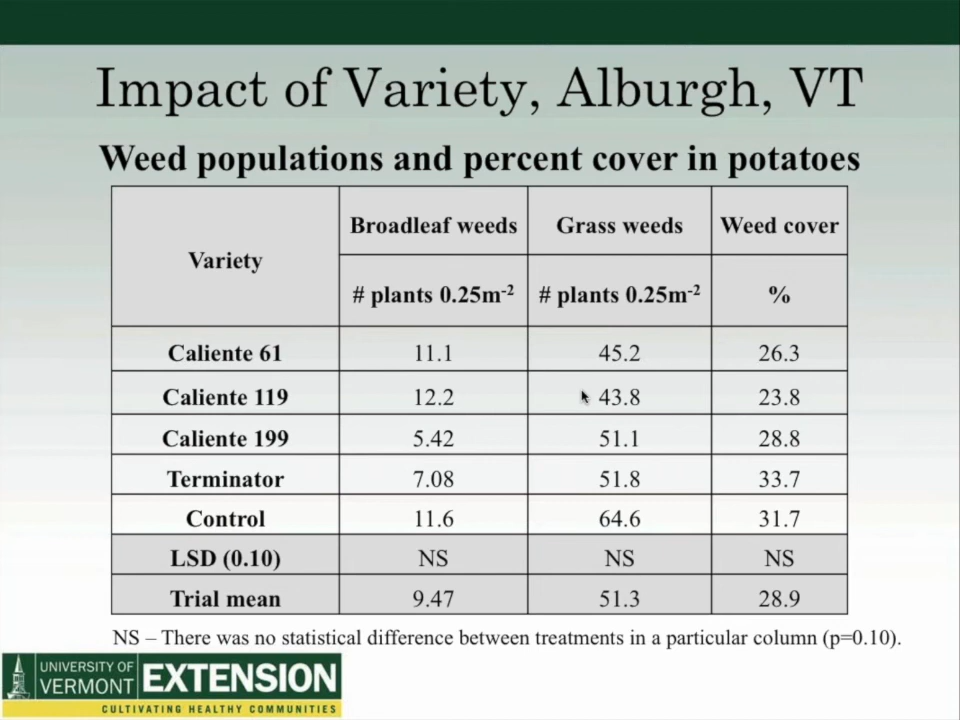 Impact of Variety, Alburgh, VT
Weed populations and percent cover in potatoes
Variety Broadleaf weeds Grass weeds Weed cover
# plants 0.25m-2 # plants 0.25m-2 %
Caliente 61 11.1 45.2 26.3
Caliente 119 12.2 43.8 23.8
Caliente 199 5.42 51.1 28.8
Terminator 7.08 51.8 33.7
Control 11.6 64.6 31.7
LSD (0.10) NS NS NS
Trial mean 9.47 51.3 28.9
NS – There was no statistical difference between treatments in a particular column (p=0.10).
UNIVERSITY OF
VERMONT EXTENSION
CULTIVATING HEALTHY COMMUNITIES